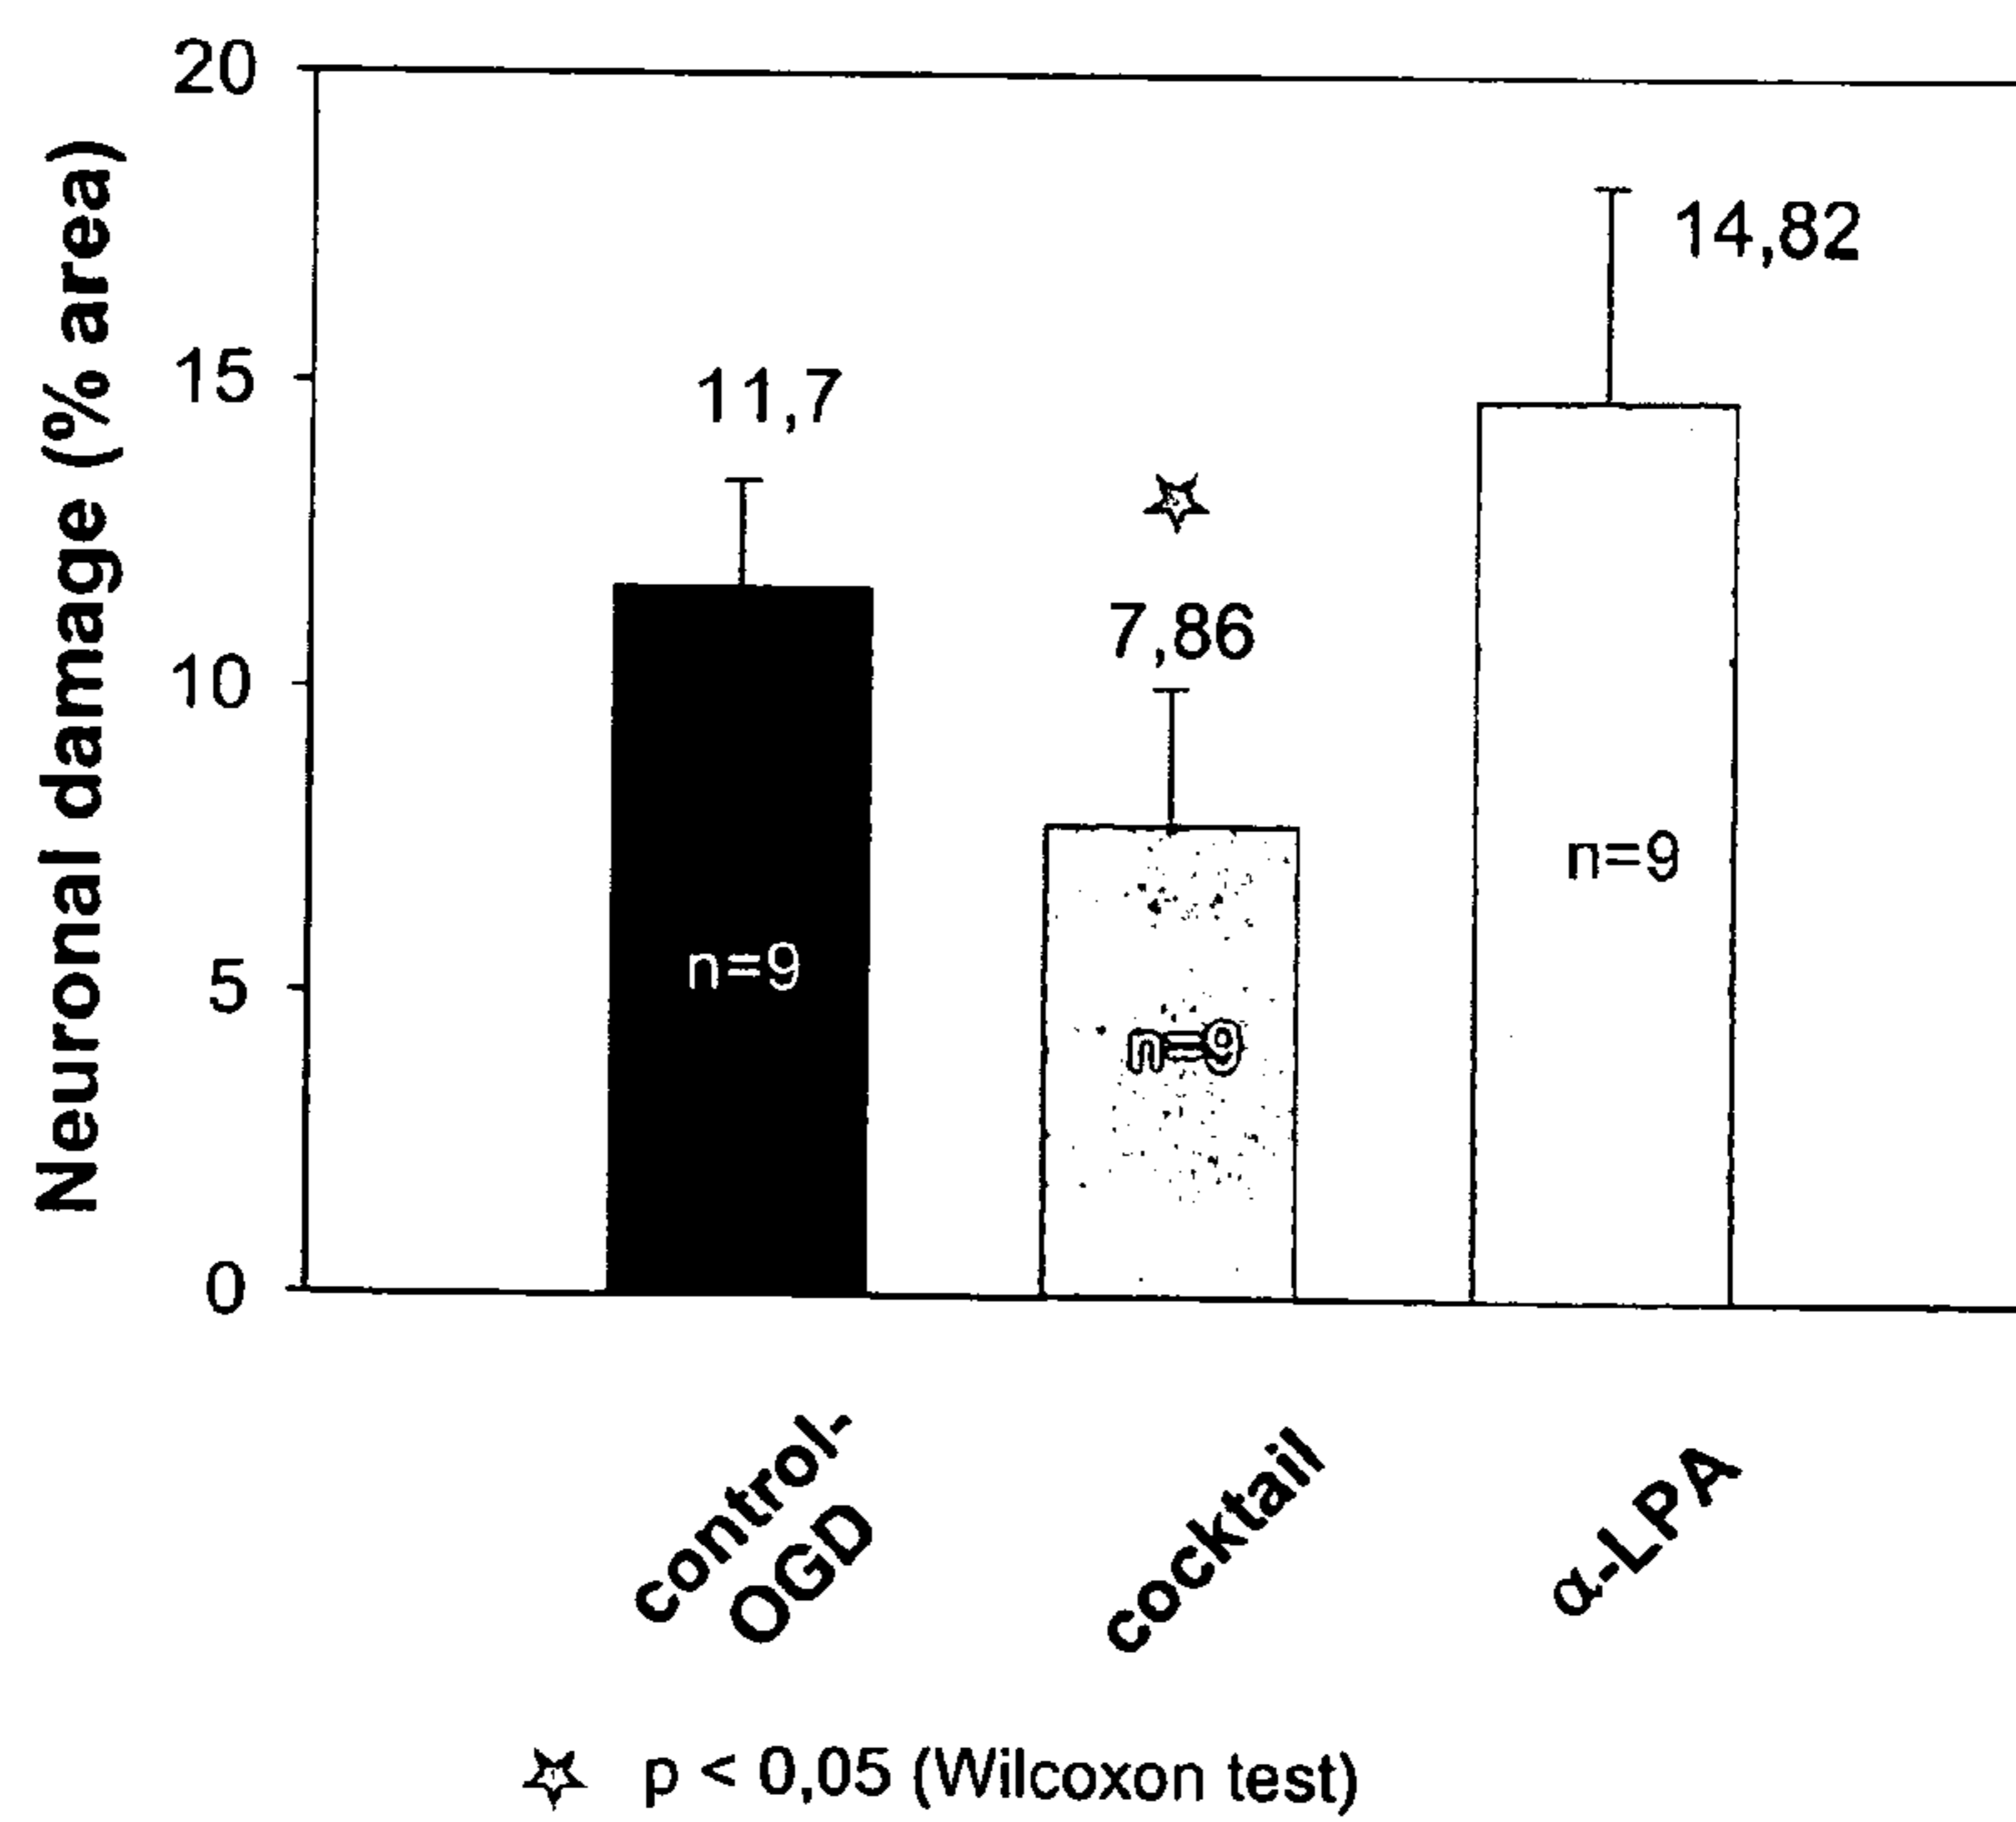 Neuronal damage (% area)
20
15
10
5
0
11,7
7,86
14,82
n=9
n=9
n=9
control-
OGD
cocktail
α-LPA
p < 0,05 (Wilcoxon test)